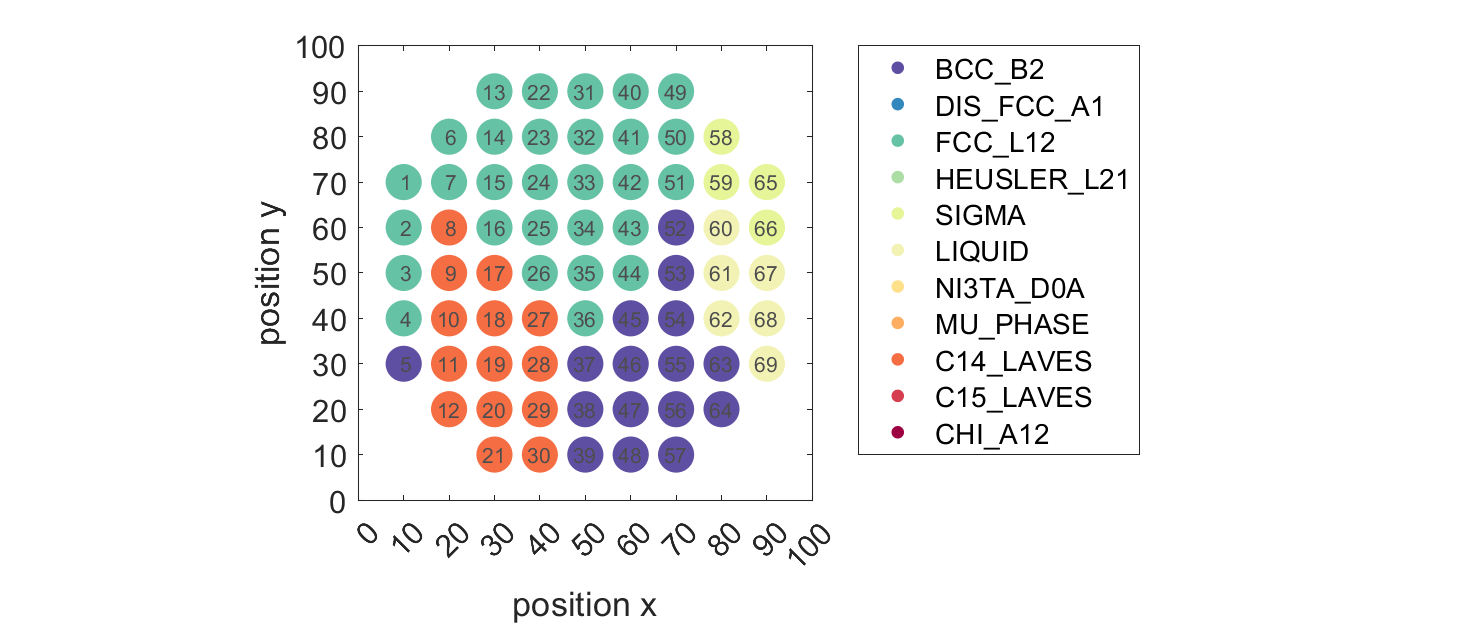 100
90
80
70
60
50
40
30
20
10
0
13 22 31 40 49
6 14 23 32 41 50 58
1 7 15 24 33 42 51 59 65
2 8 16 25 34 43 52 60 66
3 9 17 26 35 44 53 61 67
4 10 18 27 36 45 54 62 68
5 11 19 28 37 46 55 63 69
12 20 29 38 47 56 64
21 30 39 48 57
0 10 20 30 40 50 60 70 80 90 100
position x
position y
BCC_B2
DIS_FCC_A1
FCC_L12
HEUSLER_L21
SIGMA
LIQUID
NI3TA_D0A
MU_PHASE
C14_LAVES
C15_LAVES
CHI_A12